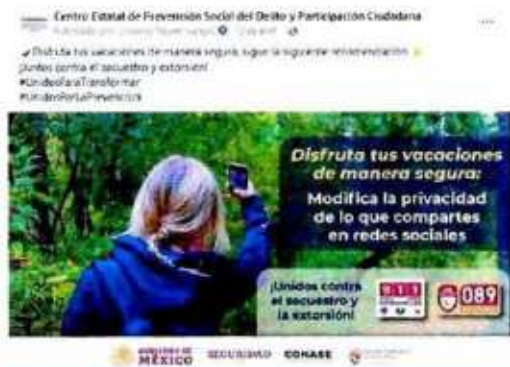 Centro Estatal de Prevención Social del Delito y Participación Ciudadana
Disfruta tus vacaciones de manera segura, sigue la siguiente recomendación
¡Juntos contra el secuestro y extorsión!
#UnidosParaTransformar
#UnidosPorLaPrevención
Disfruta tus vacaciones
de manera segura:
Modifica la privacidad
de lo que compartes
en redes sociales
¡Unidos contra
el secuestro y
la extorsión!
911
089
GOBIERNO DE
MÉXICO
SEGURIDAD
CONASE